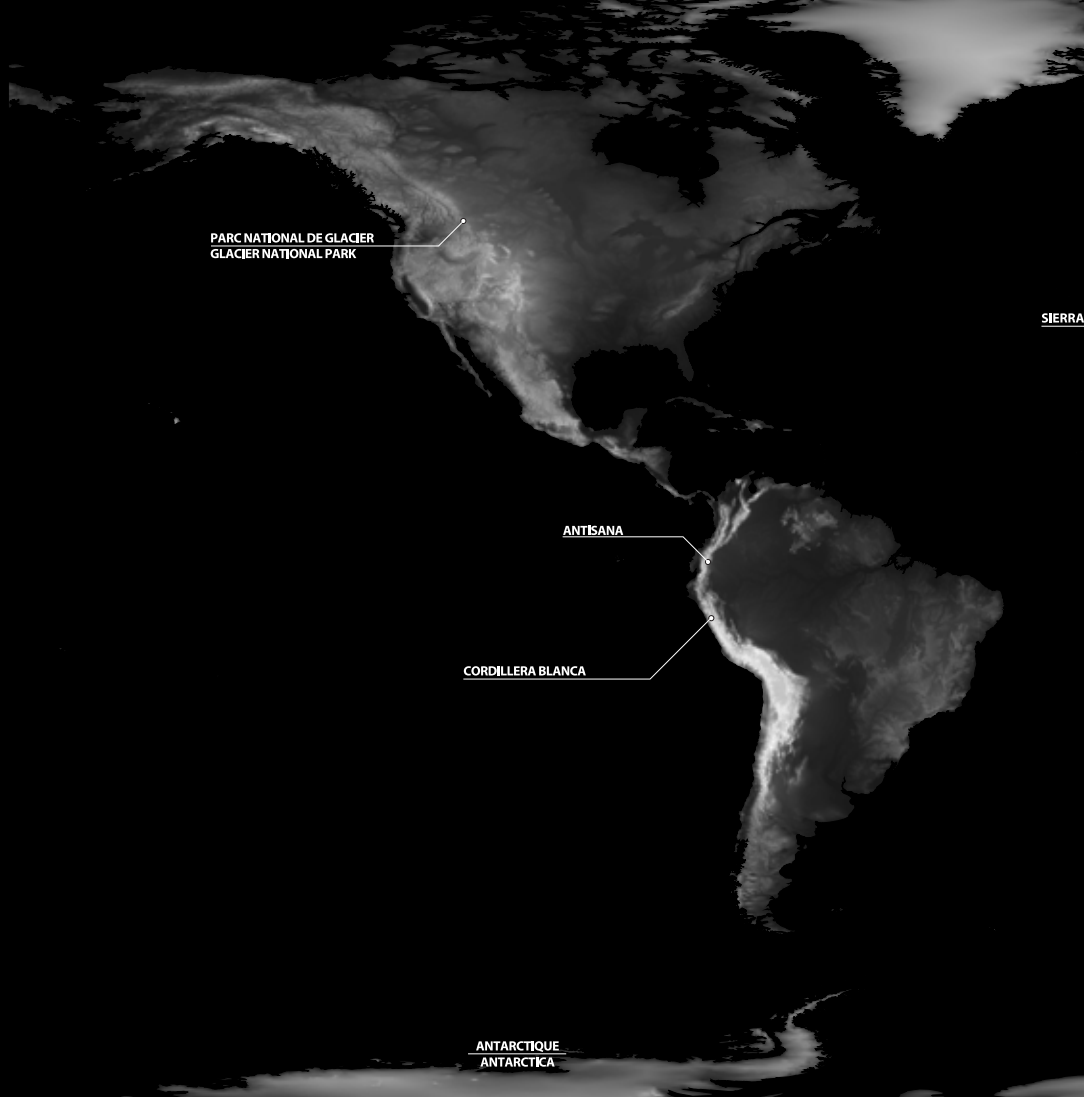 PARC NATIONAL DE GLACIER
GLACIER NATIONAL PARK
SIERRA
ANTISANA
CORDILLERA BLANCA
ANTARCTIQUE
ANTARCTICA